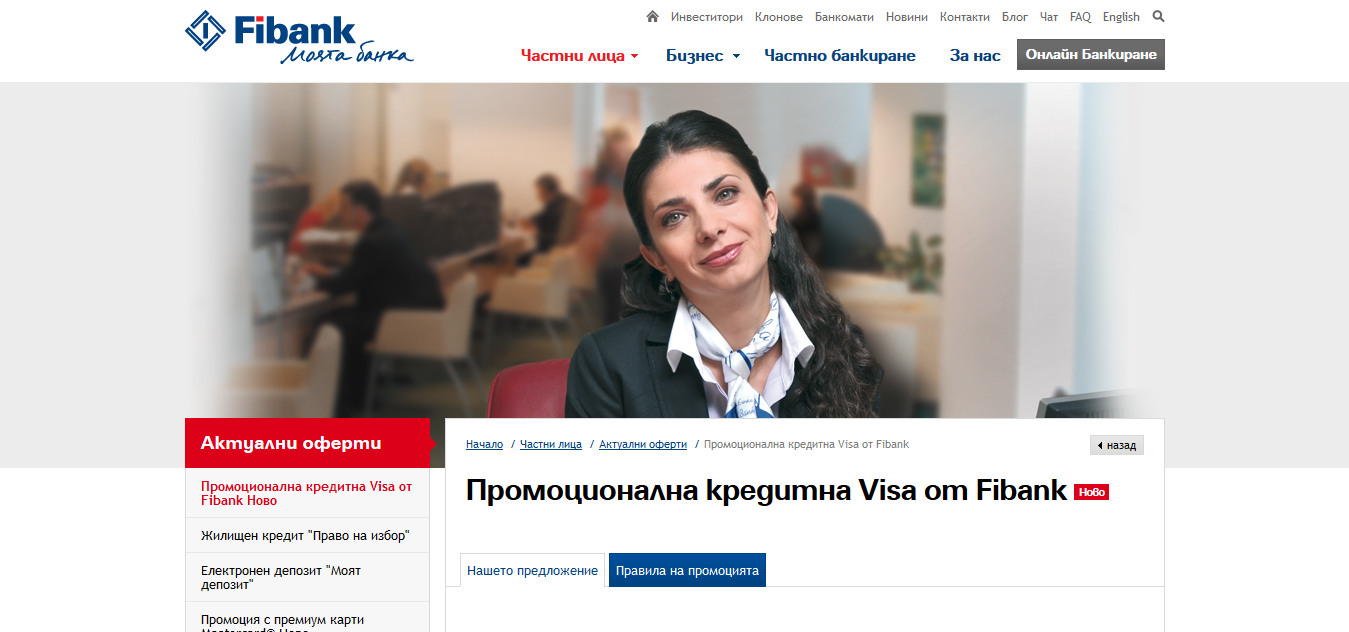 Fibank
Моята банка
Инвеститори Клонове Банкомати Новини Контакти Блог Чат FAQ English
Частни лица Бизнес Частно банкиране За нас Онлайн Банкиране
Актуални оферти
Промоционална кредитна Visa от
Fibank Ново
Жилищен кредит "Право на избор"
Електронен депозит "Моят
депозит"
Промоция с премиум карти
Mastercard® Ново
Начало / Частни лица / Актуални оферти / Промоционална кредитна Visa от Fibank
назад
Промоционална кредитна Visa от Fibank Ново
Нашето предложение Правила на промоцията